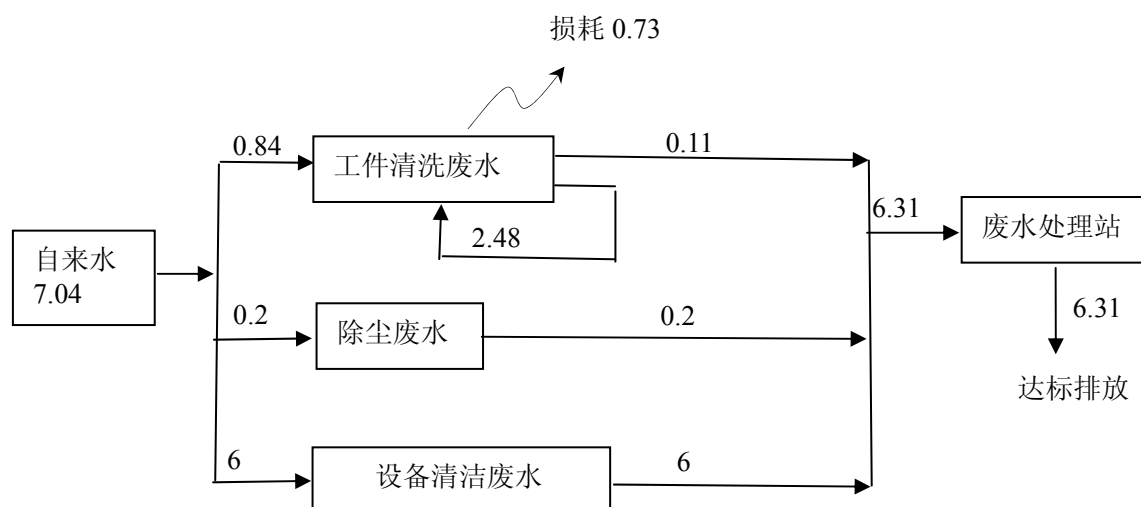 损耗 0.73
0.84
工件清洗废水
0.11
2.48
6.31
废水处理站
自来水
7.04
0.2
除尘废水
0.2
6.31
达标排放
6
设备清洁废水
6